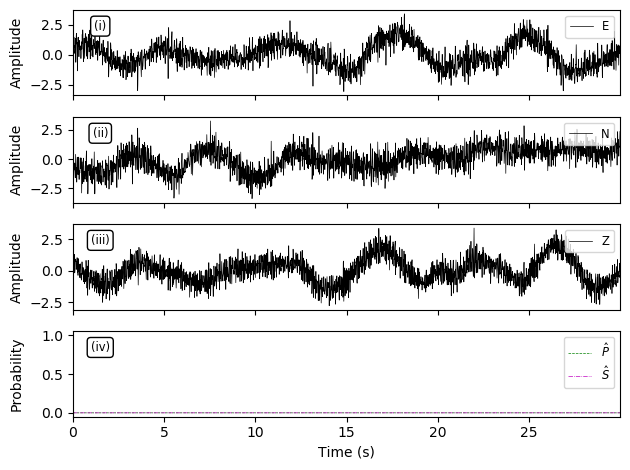 Amplitude
2.5
0.0
−2.5
(i)
E
Amplitude
2.5
0.0
−2.5
(ii)
N
Amplitude
2.5
0.0
−2.5
(iii)
Z
Probability
1.0
0.5
0.0
(iv)
P̂
Ŝ
0 5 10 15 20 25
Time (s)